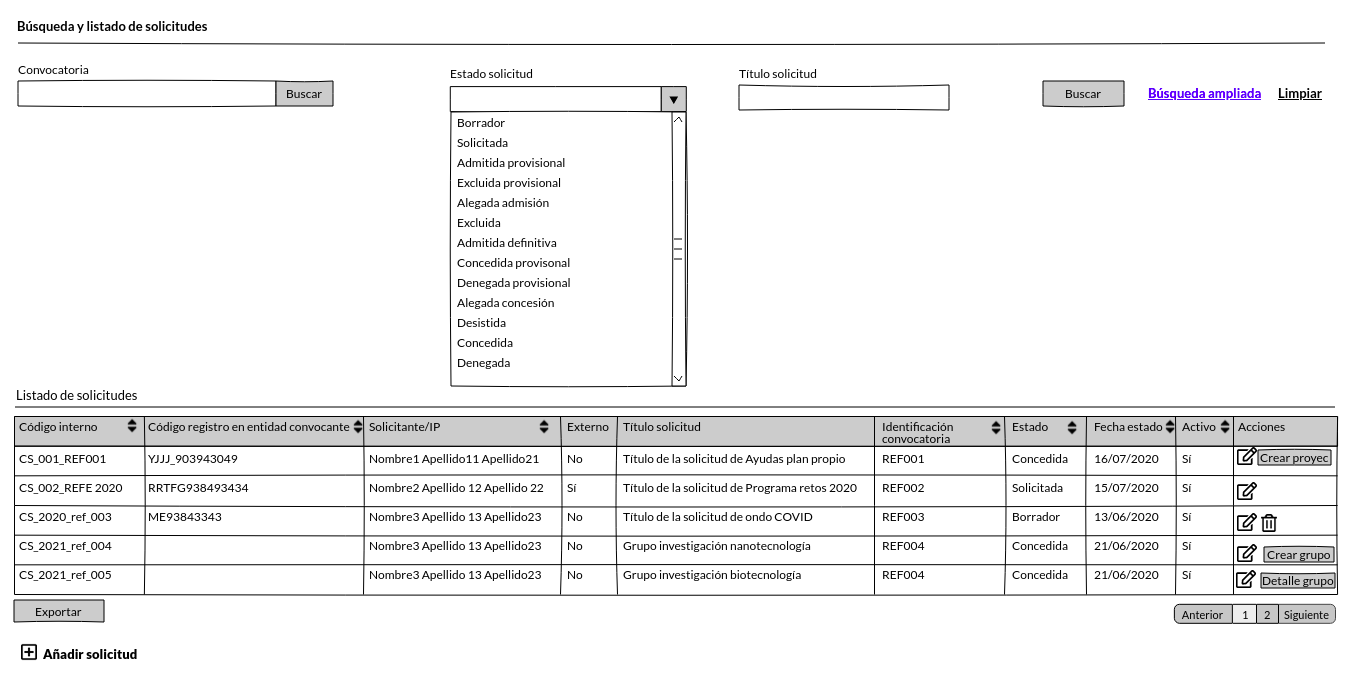 Búsqueda y listado de solicitudes
Convocatoria
Buscar
Estado solicitud
Título solicitud
Buscar
Búsqueda ampliada
Limpiar
Borrador
Solicitada
Admitida provisional
Excluida provisional
Alegada admisión
Excluida
Admitida definitiva
Concedida provisonal
Denegada provisional
Alegada concesión
Desistida
Concedida
Denegada
Listado de solicitudes
Código interno Código registro en entidad convocante Solicitante/IP Externo Título solicitud Identificación convocatoria Estado Fecha estado Activo Acciones
CS_001_REF001 YJJJ_903943049 Nombre1 Apellido11 Apellido21 No Título de la solicitud de Ayudas plan propio REF001 Concedida 16/07/2020 Sí Crear proyec
CS_002_REFE 2020 RRTFG938493434 Nombre2 Apellido 12 Apellido 22 Sí Título de la solicitud de Programa retos 2020 REF002 Solicitada 15/07/2020 Sí
CS_2020_ref_003 ME93843343 Nombre3 Apellido 13 Apellido23 No Título de la solicitud de ondo COVID REF003 Borrador 13/06/2020 Sí
CS_2021_ref_004 Nombre3 Apellido 13 Apellido23 No Grupo investigación nanotecnología REF004 Concedida 21/06/2020 Sí Crear grupo
CS_2021_ref_005 Nombre3 Apellido 13 Apellido23 No Grupo investigación biotecnología REF004 Concedida 21/06/2020 Sí Detalle grupo
Exportar
Anterior 1 2 Siguiente
Añadir solicitud